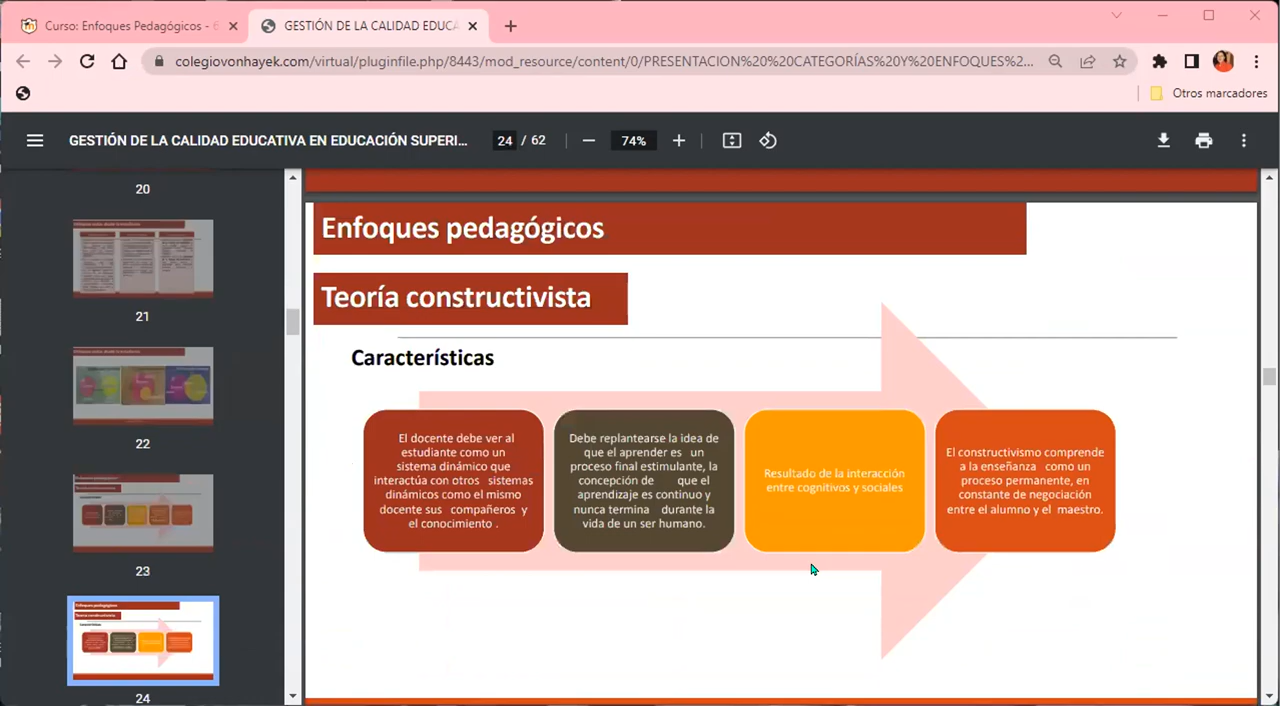 Curso: Enfoques Pedagógicos - 6
GESTIÓN DE LA CALIDAD EDUCA
colegiovonhayek.com/virtual/pluginfile.php/8443/mod_resource/content/0/PRESENTACION%20%20CATEGORÍAS%20Y%20ENFOQUES%2...
Otros marcadores
GESTIÓN DE LA CALIDAD EDUCATIVA EN EDUCACIÓN SUPERI...
24 / 62
74%
20
21
22
23
24
Enfoques pedagógicos
Teoría constructivista
Características
El docente debe ver al
estudiante como un
sistema dinámico que
interactúa con otros sistemas
dinámicos como el mismo
docente sus compañeros y
el conocimiento .
Debe replantearse la idea de
que el aprender es un
proceso final estimulante, la
concepción de que el
aprendizaje es continuo y
nunca termina durante la
vida de un ser humano.
Resultado de la interacción
entre cognitivos y sociales
El constructivismo comprende
a la enseñanza como un
proceso permanente, en
constante de negociación
entre el alumno y el maestro.